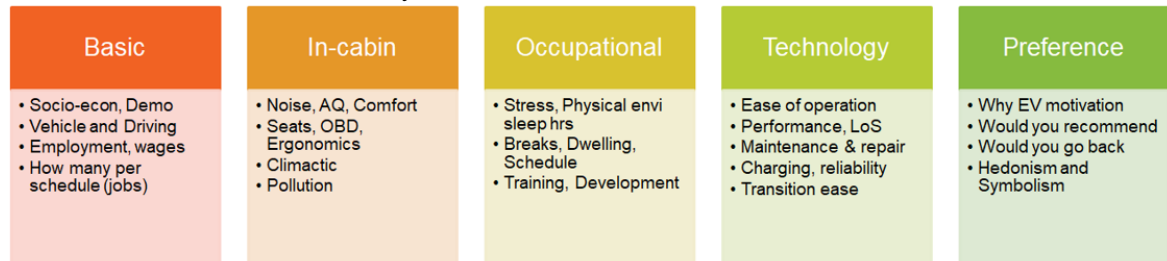 Basic
• Socio-econ, Demo
• Vehicle and Driving
• Employment, wages
• How many per
schedule (jobs)
In-cabin
• Noise, AQ, Comfort
• Seats, OBD,
Ergonomics
• Climactic
• Pollution
Occupational
• Stress, Physical envi
sleep hrs
• Breaks, Dwelling,
Schedule
• Training, Development
Technology
• Ease of operation
• Performance, LoS
• Maintenance & repair
• Charging, reliability
• Transition ease
Preference
• Why EV motivation
• Would you recommend
• Would you go back
• Hedonism and
Symbolism